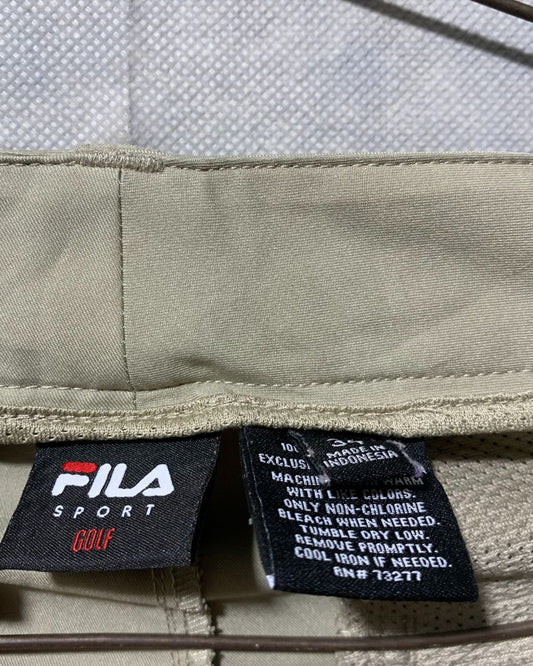 FILA
SPORT
GOLF
34
MADE IN
INDONESIA
WARM
WITH LIKE COLORS.
ONLY NON-CHLORINE
BLEACH WHEN NEEDED.
TUMBLE DRY LOW.
REMOVE PROMPTLY.
COOL IRON IF NEEDED.
RN# 73277